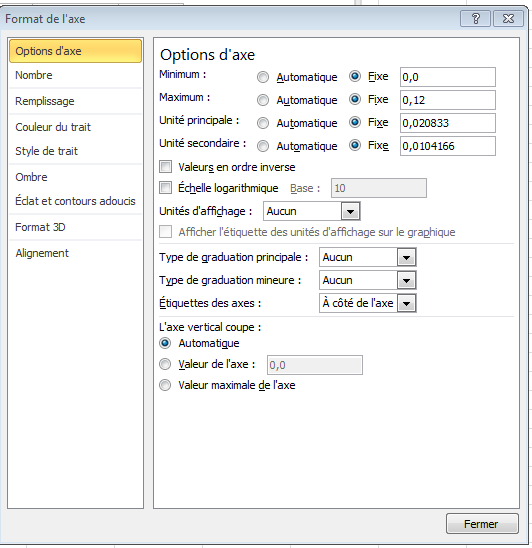 Format de l'axe
Options d'axe
Nombre
Remplissage
Couleur du trait
Style de trait
Ombre
Éclat et contours adoucis
Format 3D
Alignement
Options d'axe
Minimum : Automatique Fixe 0,0
Maximum : Automatique Fixe 0,12
Unité principale : Automatique Fixe 0,020833
Unité secondaire : Automatique Fixe 0,0104166
Valeurs en ordre inverse
Échelle logarithmique Base : 10
Unités d'affichage : Aucun
Afficher l'étiquette des unités d'affichage sur le graphique
Type de graduation principale : Aucun
Type de graduation mineure : Aucun
Étiquettes des axes : À côté de l'axe
L'axe vertical coupe :
Automatique
Valeur de l'axe : 0,0
Valeur maximale de l'axe
Fermer